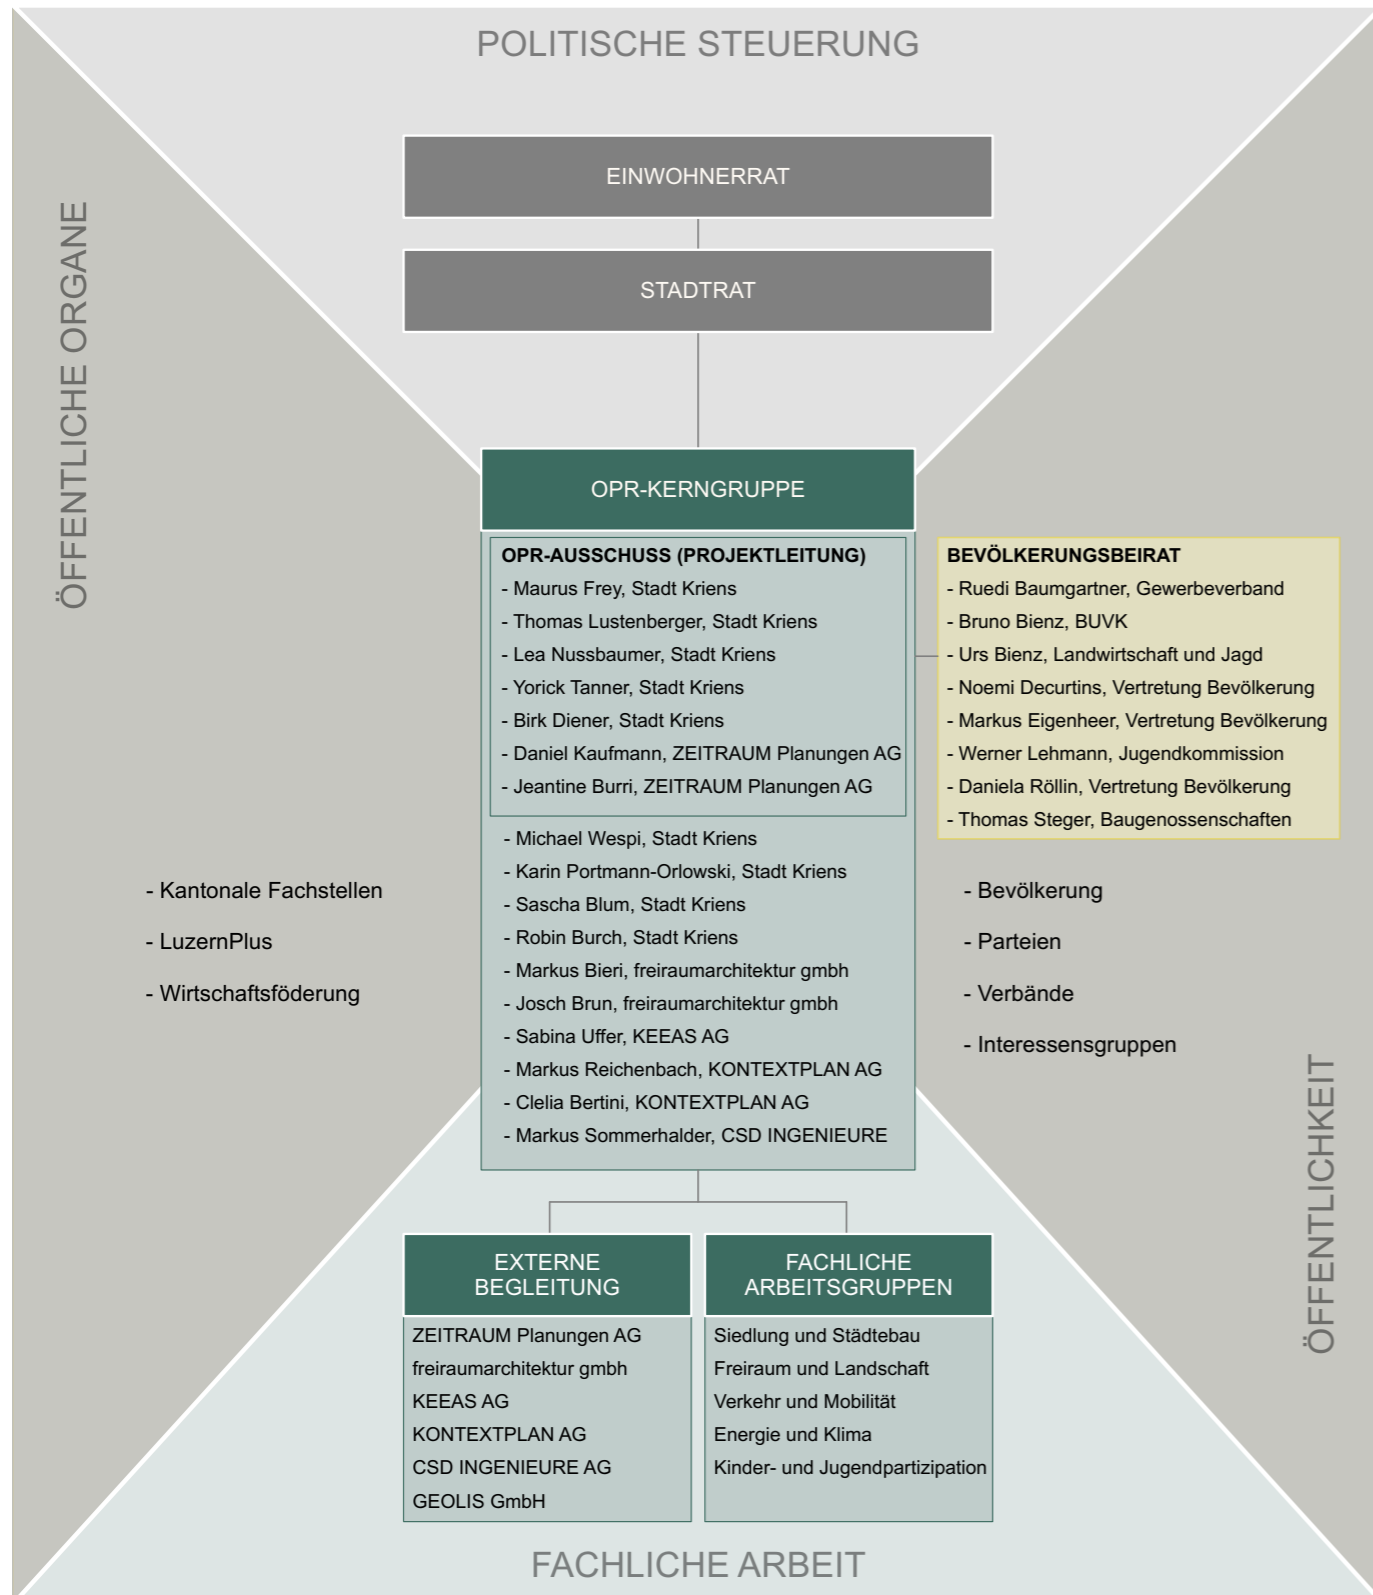 POLITISCHE STEUERUNG
EINWOHNERRAT
STADTRAT
ÖFFENTLICHE ORGANE
- Kantonale Fachstellen
- LuzernPlus
- Wirtschaftsföderung
OPR-KERNGRUPPE
OPR-AUSSCHUSS (PROJEKTLEITUNG)
- Maurus Frey, Stadt Kriens
- Thomas Lustenberger, Stadt Kriens
- Lea Nussbaumer, Stadt Kriens
- Yorick Tanner, Stadt Kriens
- Birk Diener, Stadt Kriens
- Daniel Kaufmann, ZEITRAUM Planungen AG
- Jeantine Burri, ZEITRAUM Planungen AG
- Michael Wespi, Stadt Kriens
- Karin Portmann-Orlowski, Stadt Kriens
- Sascha Blum, Stadt Kriens
- Robin Burch, Stadt Kriens
- Markus Bieri, freiraumarchitektur gmbh
- Josch Brun, freiraumarchitektur gmbh
- Sabina Uffer, KEEAS AG
- Markus Reichenbach, KONTEXTPLAN AG
- Clelia Bertini, KONTEXTPLAN AG
- Markus Sommerhalder, CSD INGENIEURE
BEVÖLKERUNGSBEIRAT
- Ruedi Baumgartner, Gewerbeverband
- Bruno Bienz, BUVK
- Urs Bienz, Landwirtschaft und Jagd
- Noemi Decurtins, Vertretung Bevölkerung
- Markus Eigenheer, Vertretung Bevölkerung
- Werner Lehmann, Jugendkommission
- Daniela Röllin, Vertretung Bevölkerung
- Thomas Steger, Baugenossenschaften
- Bevölkerung
- Parteien
- Verbände
- Interessensgruppen
ÖFFENTLICHKEIT
EXTERNE
BEGLEITUNG
ZEITRAUM Planungen AG
freiraumarchitektur gmbh
KEEAS AG
KONTEXTPLAN AG
CSD INGENIEURE AG
GEOLIS GmbH
FACHLICHE
ARBEITSGRUPPEN
Siedlung und Städtebau
Freiraum und Landschaft
Verkehr und Mobilität
Energie und Klima
Kinder- und Jugendpartizipation
FACHLICHE ARBEIT